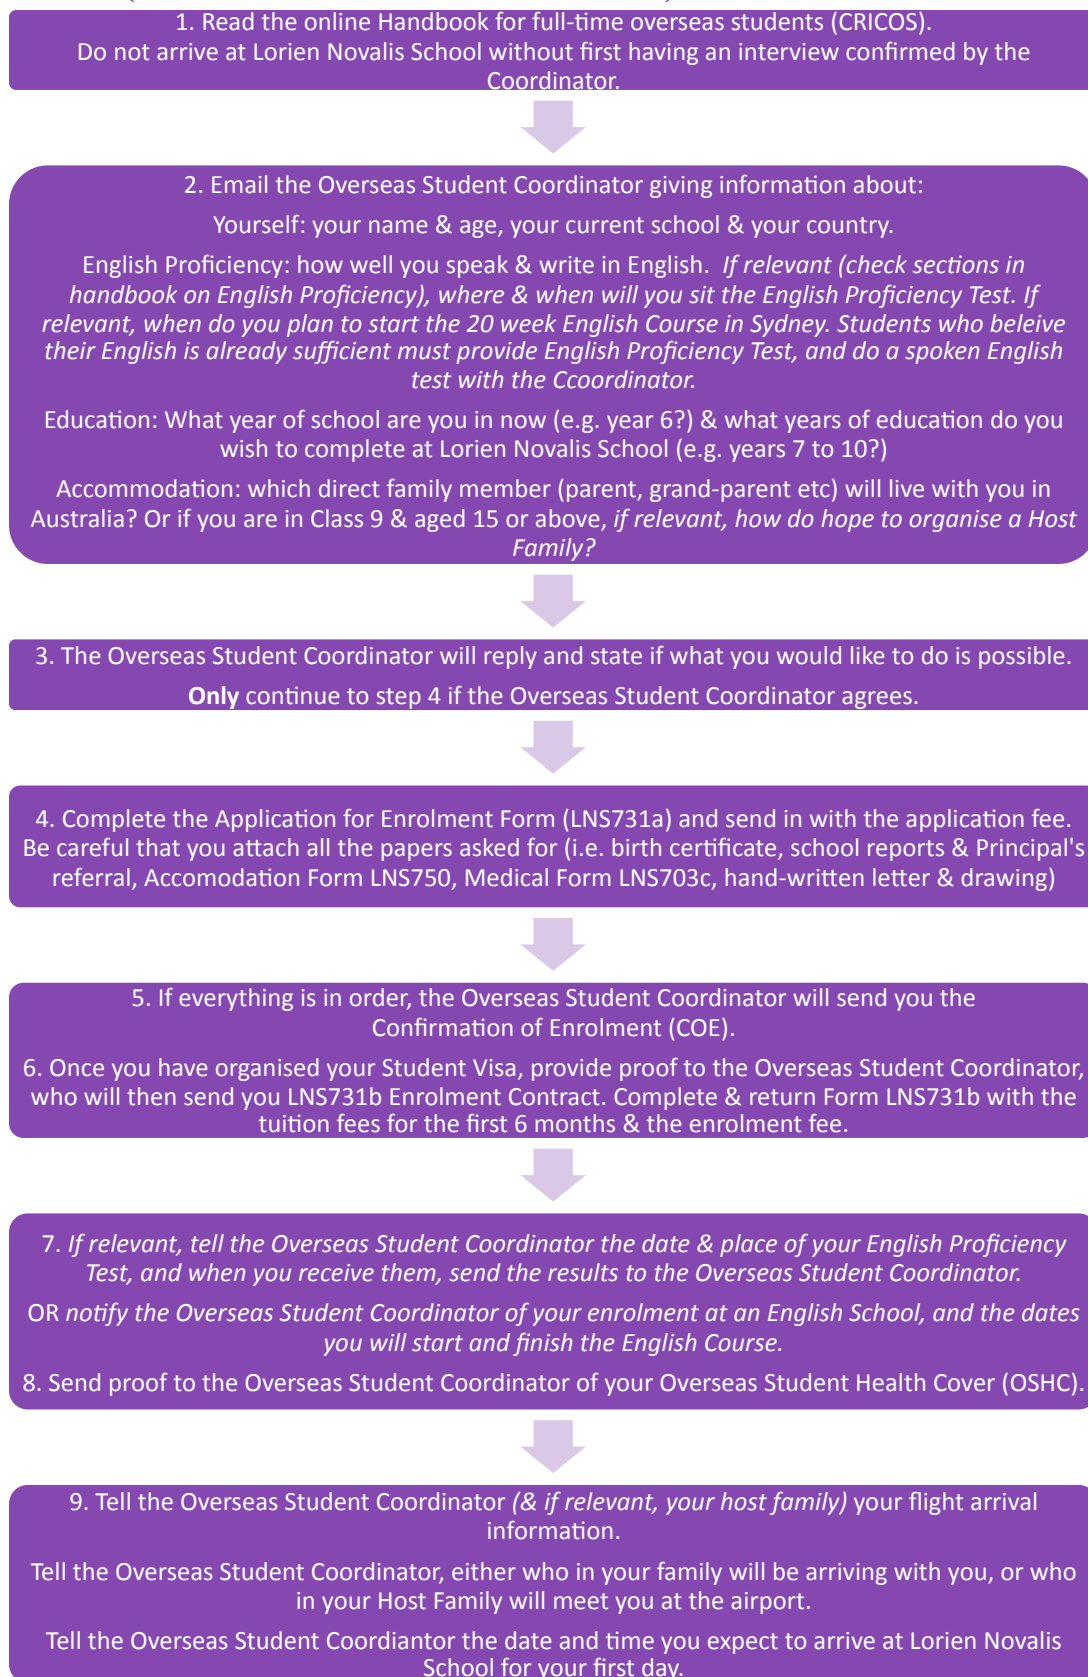 1. Read the online Handbook for full-time overseas students (CRICOS).
Do not arrive at Lorien Novalis School without first having an interview confirmed by the
Coordinator.
2. Email the Overseas Student Coordinator giving information about:
Yourself: your name & age, your current school & your country.
English Proficiency: how well you speak & write in English. If relevant (check sections in
handbook on English Proficiency), where & when will you sit the English Proficiency Test. If
relevant, when do you plan to start the 20 week English Course in Sydney. Students who beleive
their English is already sufficient must provide English Proficiency Test, and do a spoken English
test with the Ccoordinator.
Education: What year of school are you in now (e.g. year 6?) & what years of education do you
wish to complete at Lorien Novalis School (e.g. years 7 to 10?)
Accommodation: which direct family member (parent, grand-parent etc) will live with you in
Australia? Or if you are in Class 9 & aged 15 or above, if relevant, how do hope to organise a Host
Family?
3. The Overseas Student Coordinator will reply and state if what you would like to do is possible.
Only continue to step 4 if the Overseas Student Coordinator agrees.
4. Complete the Application for Enrolment Form (LNS731a) and send in with the application fee.
Be careful that you attach all the papers asked for (i.e. birth certificate, school reports & Principal's
referral, Accomodation Form LNS750, Medical Form LNS703c, hand-written letter & drawing)
5. If everything is in order, the Overseas Student Coordinator will send you the
Confirmation of Enrolment (COE).
6. Once you have organised your Student Visa, provide proof to the Overseas Student Coordinator,
who will then send you LNS731b Enrolment Contract. Complete & return Form LNS731b with the
tuition fees for the first 6 months & the enrolment fee.
7. If relevant, tell the Overseas Student Coordinator the date & place of your English Proficiency
Test, and when you receive them, send the results to the Overseas Student Coordinator.
OR notify the Overseas Student Coordinator of your enrolment at an English School, and the dates
you will start and finish the English Course.
8. Send proof to the Overseas Student Coordinator of your Overseas Student Health Cover (OSHC).
9. Tell the Overseas Student Coordinator (& if relevant, your host family) your flight arrival
information.
Tell the Overseas Student Coordinator, either who in your family will be arriving with you, or who
in your Host Family will meet you at the airport.
Tell the Overseas Student Coordiantor the date and time you expect to arrive at Lorien Novalis
School for your first day.